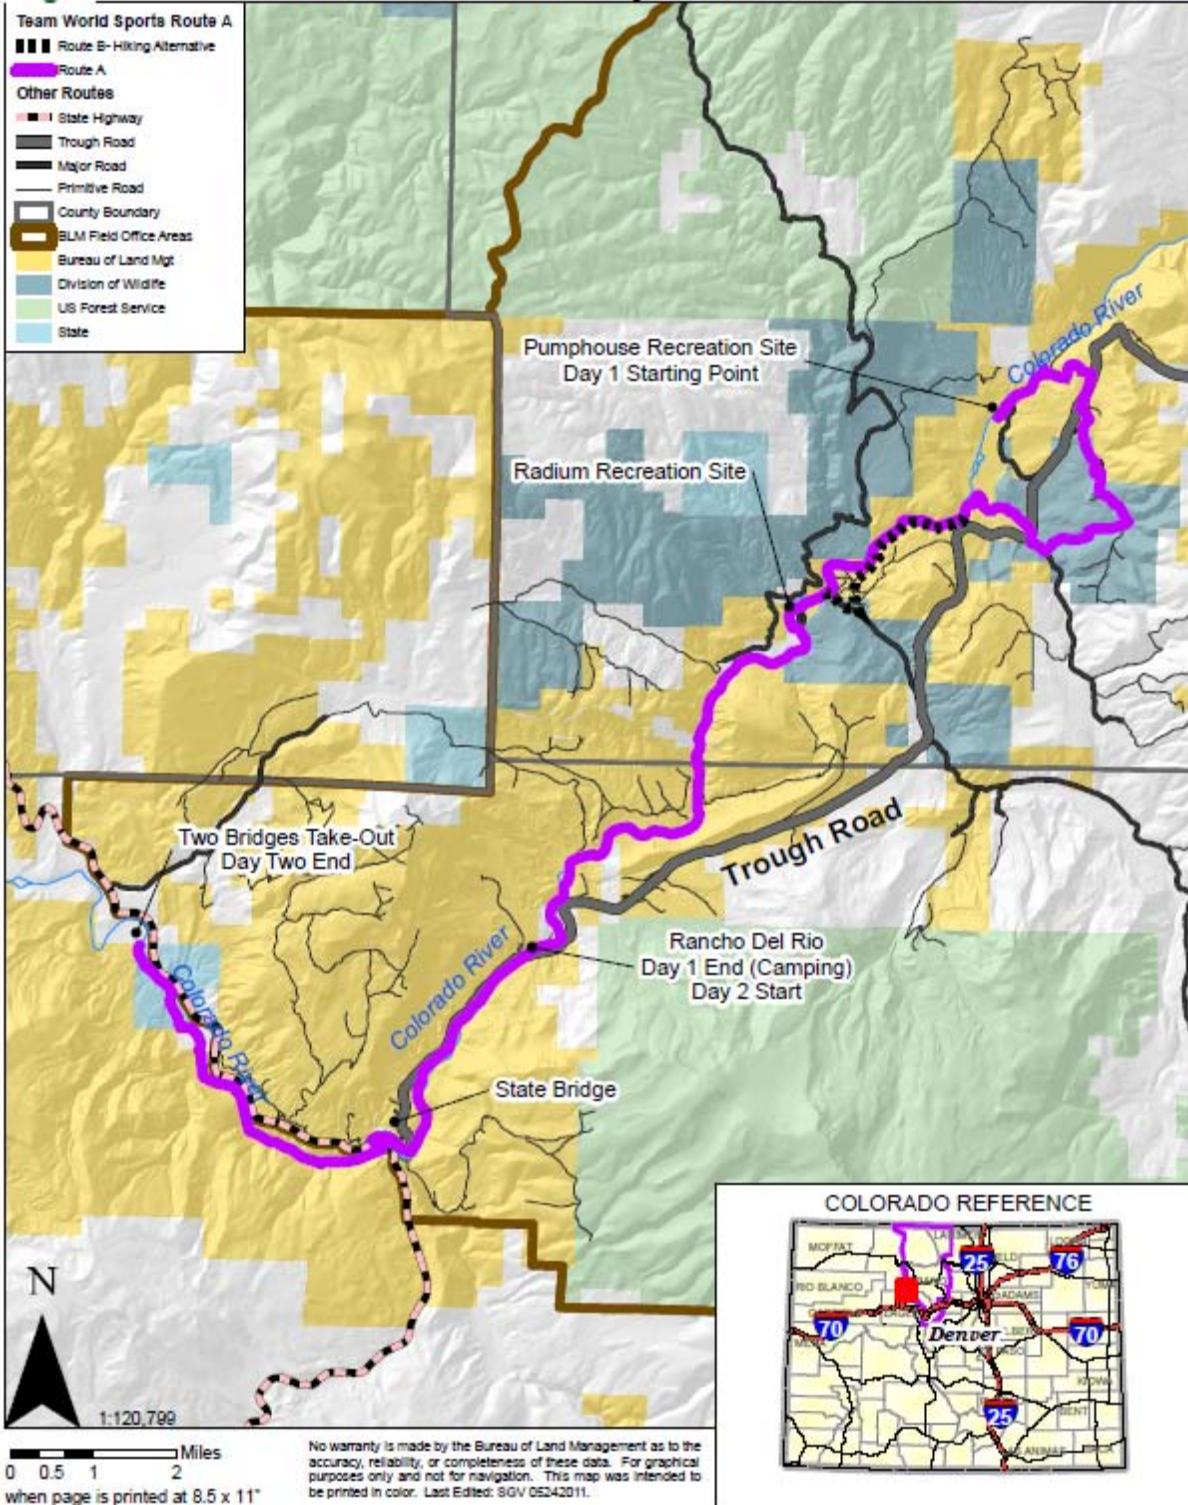 Team World Sports Route A
Route B- Hiking Alternative
Route A
Other Routes
State Highway
Trough Road
Major Road
Primitive Road
County Boundary
BLM Field Office Areas
Bureau of Land Mgt
Division of Wildlife
US Forest Service
State
Colorado River
Pumphouse Recreation Site
Day 1 Starting Point
Radium Recreation Site
Trough Road
Two Bridges Take-Out
Day Two End
Rancho Del Rio
Day 1 End (Camping)
Day 2 Start
Colorado River
Colorado River
State Bridge
N
1:120,799
Miles
0 0.5 1 2
when page is printed at 8.5 x 11"
No warranty is made by the Bureau of Land Management as to the
accuracy, reliability, or completeness of these data. For graphical
purposes only and not for navigation. This map was intended to
be printed in color. Last Edited: SGV 05242011.
COLORADO REFERENCE
MOFFAT
RIO BLANCO
25
76
ADAMS
70
Denver
70
KIOWA
25
BENT